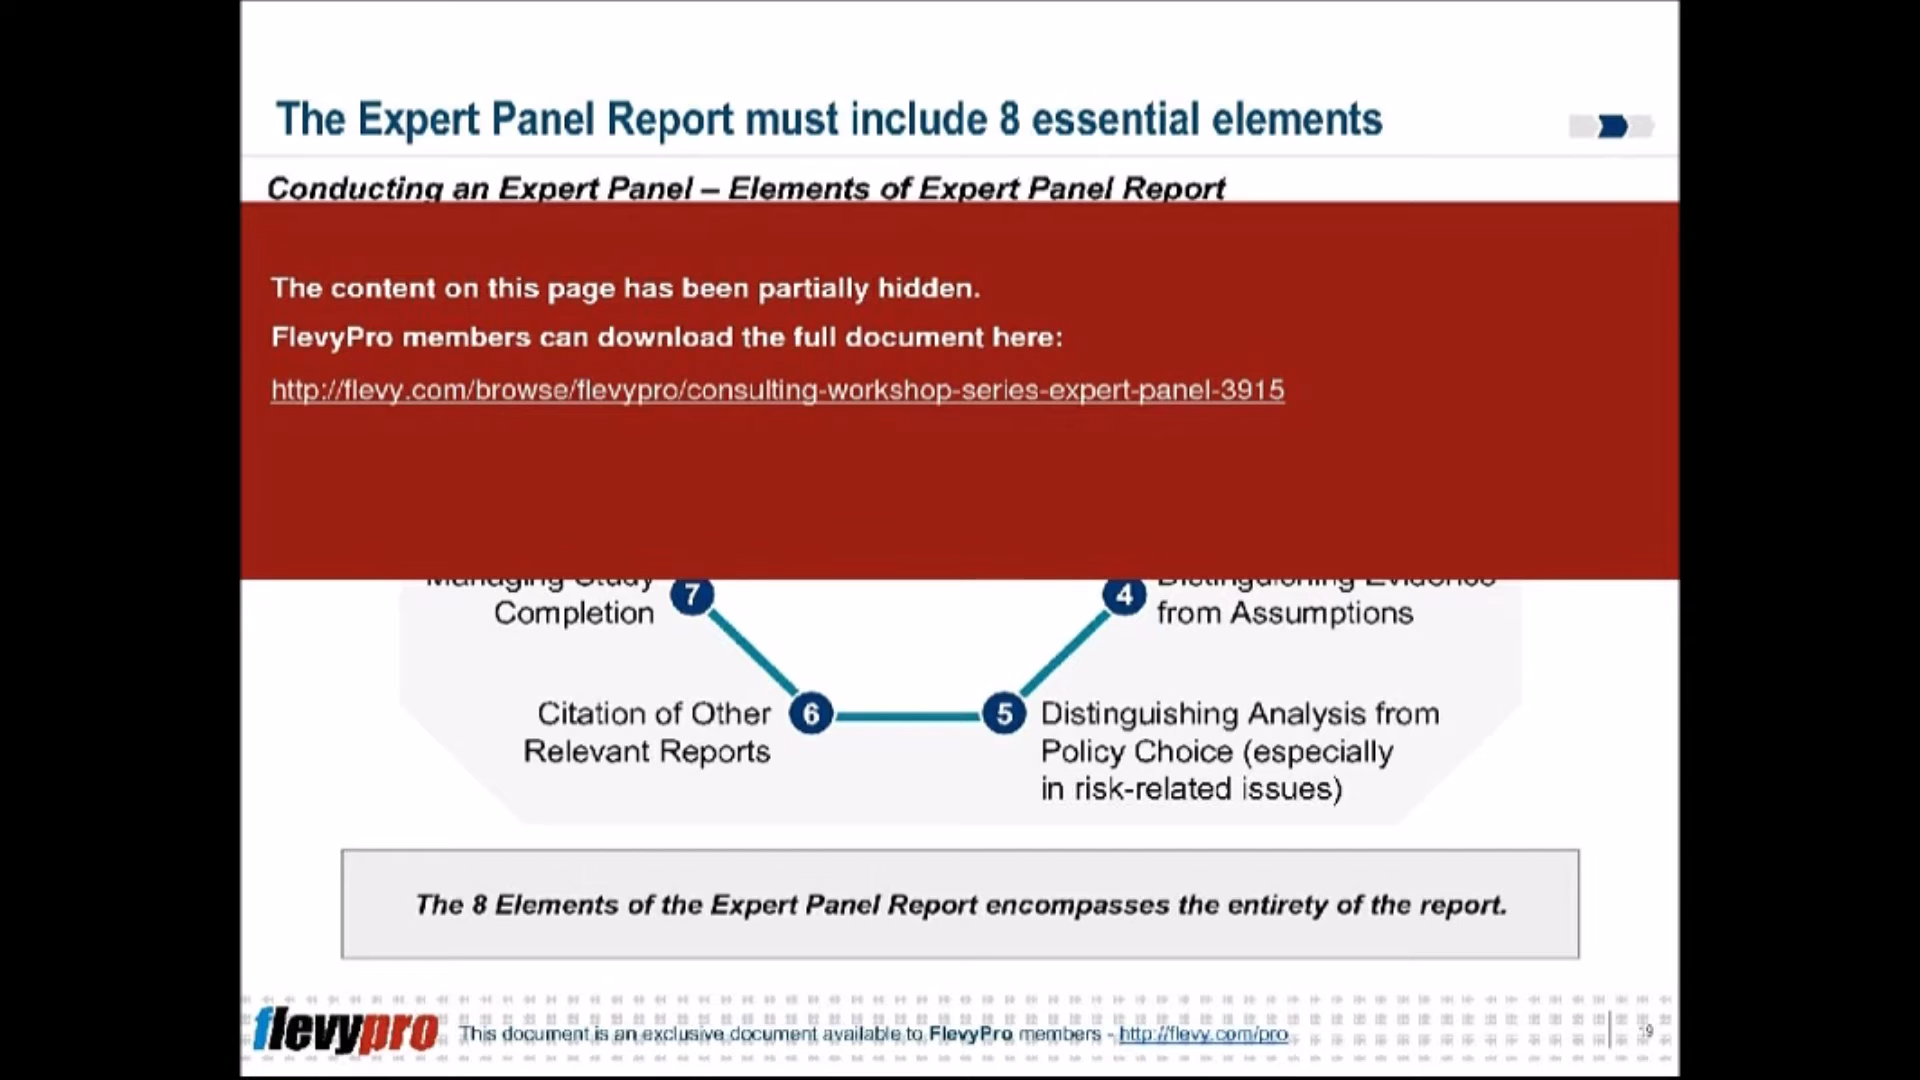 The Expert Panel Report must include 8 essential elements
Conducting an Expert Panel – Elements of Expert Panel Report
The content on this page has been partially hidden.
FlevyPro members can download the full document here:
http://flevy.com/browse/flevypro/consulting-workshop-series-expert-panel-3915
Managing Study
Completion
7
4
Distinguishing Evidence
from Assumptions
Citation of Other
Relevant Reports
6
5
Distinguishing Analysis from
Policy Choice (especially
in risk-related issues)
The 8 Elements of the Expert Panel Report encompasses the entirety of the report.
flevypro
This document is an exclusive document available to FlevyPro members - http://flevy.com/pro